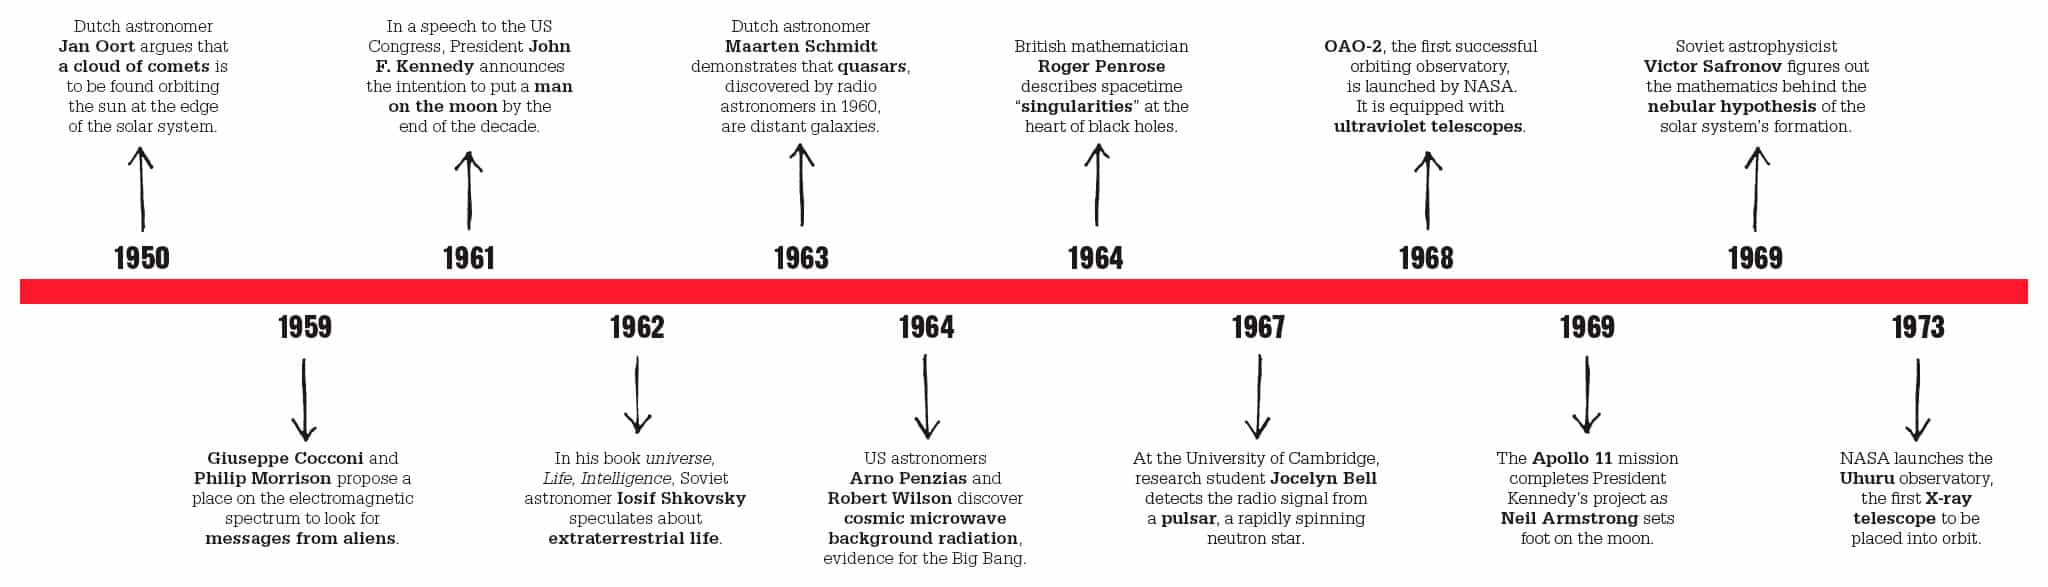 Dutch astronomer
Jan Oort argues that
a cloud of comets is
to be found orbiting
the sun at the edge
of the solar system.
1950
In a speech to the US
Congress, President John
F. Kennedy announces
the intention to put a man
on the moon by the
end of the decade.
1961
Dutch astronomer
Maarten Schmidt
demonstrates that quasars,
discovered by radio
astronomers in 1960,
are distant galaxies.
1963
British mathematician
Roger Penrose
describes spacetime
“singularities” at the
heart of black holes.
1964
OAO-2, the first successful
orbiting observatory,
is launched by NASA.
It is equipped with
ultraviolet telescopes.
1968
Soviet astrophysicist
Victor Safronov figures out
the mathematics behind the
nebular hypothesis of the
solar system’s formation.
1969
1959
Giuseppe Cocconi and
Philip Morrison propose a
place on the electromagnetic
spectrum to look for
messages from aliens.
1962
In his book universe,
Life, Intelligence, Soviet
astronomer Iosif Shkovsky
speculates about
extraterrestrial life.
1964
US astronomers
Arno Penzias and
Robert Wilson discover
cosmic microwave
background radiation,
evidence for the Big Bang.
1967
At the University of Cambridge,
research student Jocelyn Bell
detects the radio signal from
a pulsar, a rapidly spinning
neutron star.
1969
The Apollo 11 mission
completes President
Kennedy’s project as
Neil Armstrong sets
foot on the moon.
1973
NASA launches the
Uhuru observatory,
the first X-ray
telescope to be
placed into orbit.